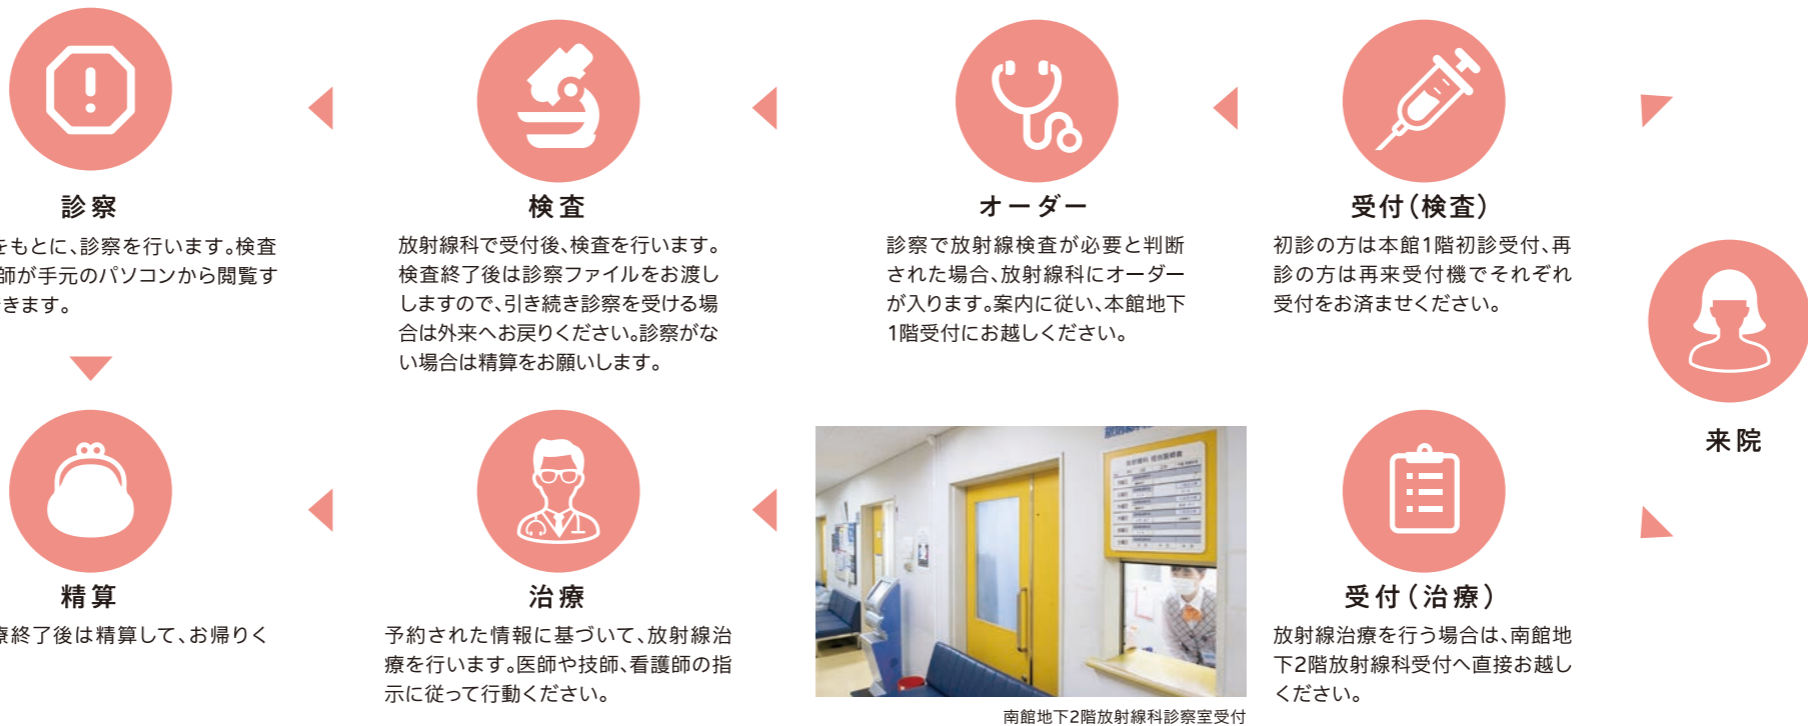 来院
受付（検査）
初診の方は本館1階初診受付、再
診の方は再来受付機でそれぞれ
受付をお済ませください。
オーダー
診察で放射線検査が必要と判断
された場合、放射線科にオーダー
が入ります。案内に従い、本館地下
1階受付にお越しください。
検査
放射線科で受付後、検査を行います。
検査終了後は診察ファイルをお渡し
しますので、引き続き診察を受ける場
合は外来へお戻りください。診察がな
い場合は精算をお願いします。
診察
をもとに、診察を行います。検査
師が手元のパソコンから閲覧す
きます。
受付（治療）
放射線治療を行う場合は、南館地
下2階放射線科受付へ直接お越し
ください。
南館地下2階放射線科診察室受付
治療
予約された情報に基づいて、放射線治
療を行います。医師や技師、看護師の指
示に従って行動ください。
精算
療終了後は精算して、お帰りく